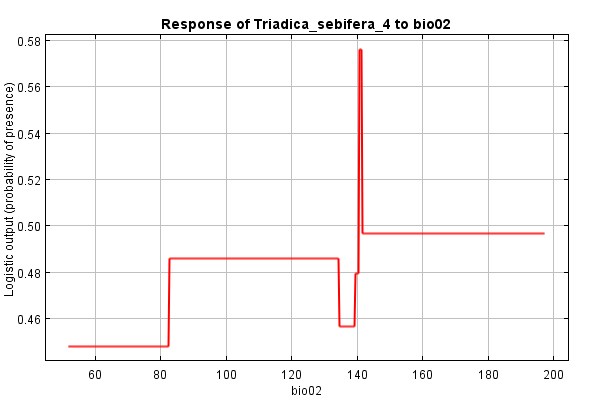 Response of Triadica_sebifera_4 to bio02
Logistic output (probability of presence)
0.58
0.56
0.54
0.52
0.50
0.48
0.46
60 80 100 120 140 160 180 200
bio02